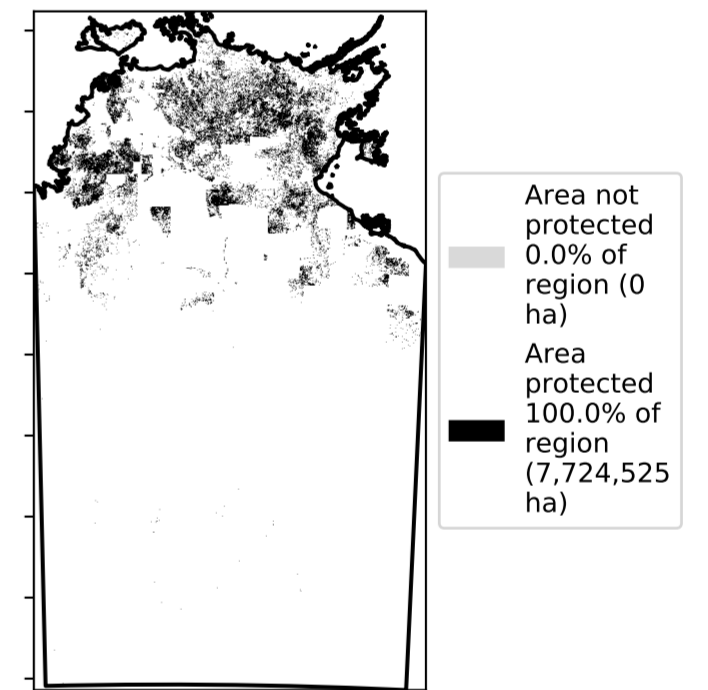 Area not
protected
0.0% of
region (0
ha)
Area
protected
100.0% of
region
(7,724,525
ha)